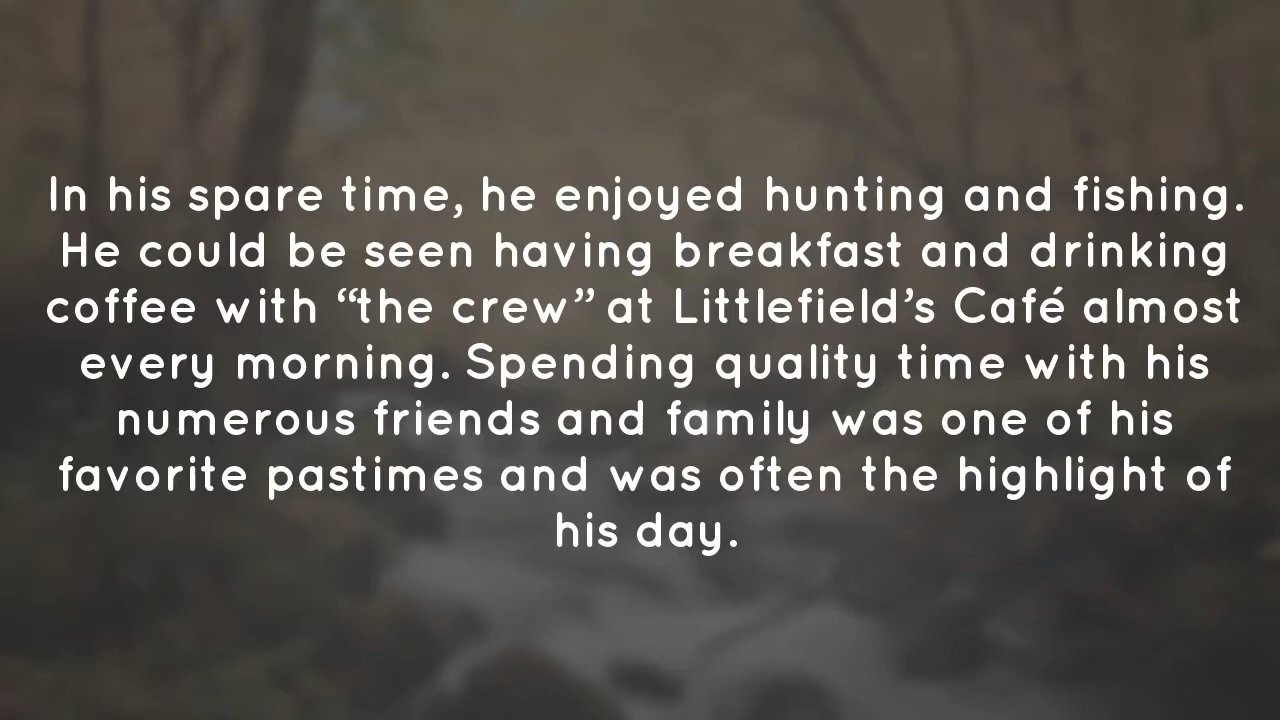 In his spare time, he enjoyed hunting and fishing.
He could be seen having breakfast and drinking
coffee with “the crew” at Littlefield’s Café almost
every morning. Spending quality time with his
numerous friends and family was one of his
favorite pastimes and was often the highlight of
his day.